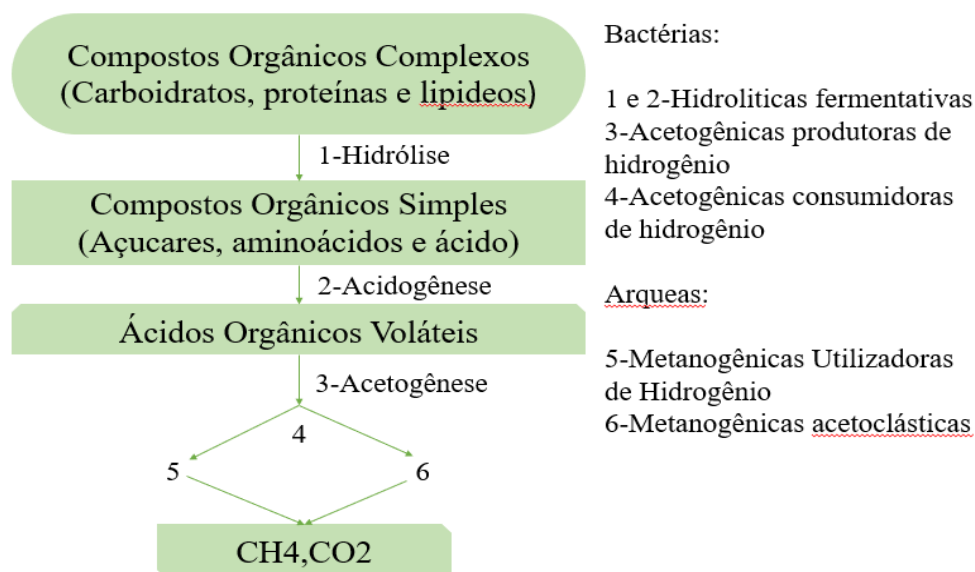 Compostos Orgânicos Complexos
(Carboidratos, proteínas e lipideos)
1-Hidrólise
Compostos Orgânicos Simples
(Açucares, aminoácidos e ácido)
2-Acidogênese
Ácidos Orgânicos Voláteis
3-Acetogênese
4
5
6
CH4,CO2
Bactérias:
1 e 2-Hidroliticas fermentativas
3-Acetogênicas produtoras de
hidrogênio
4-Acetogênicas consumidoras
de hidrogênio
Arqueas:
5-Metanogênicas Utilizadoras
de Hidrogênio
6-Metanogênicas acetoclásticas